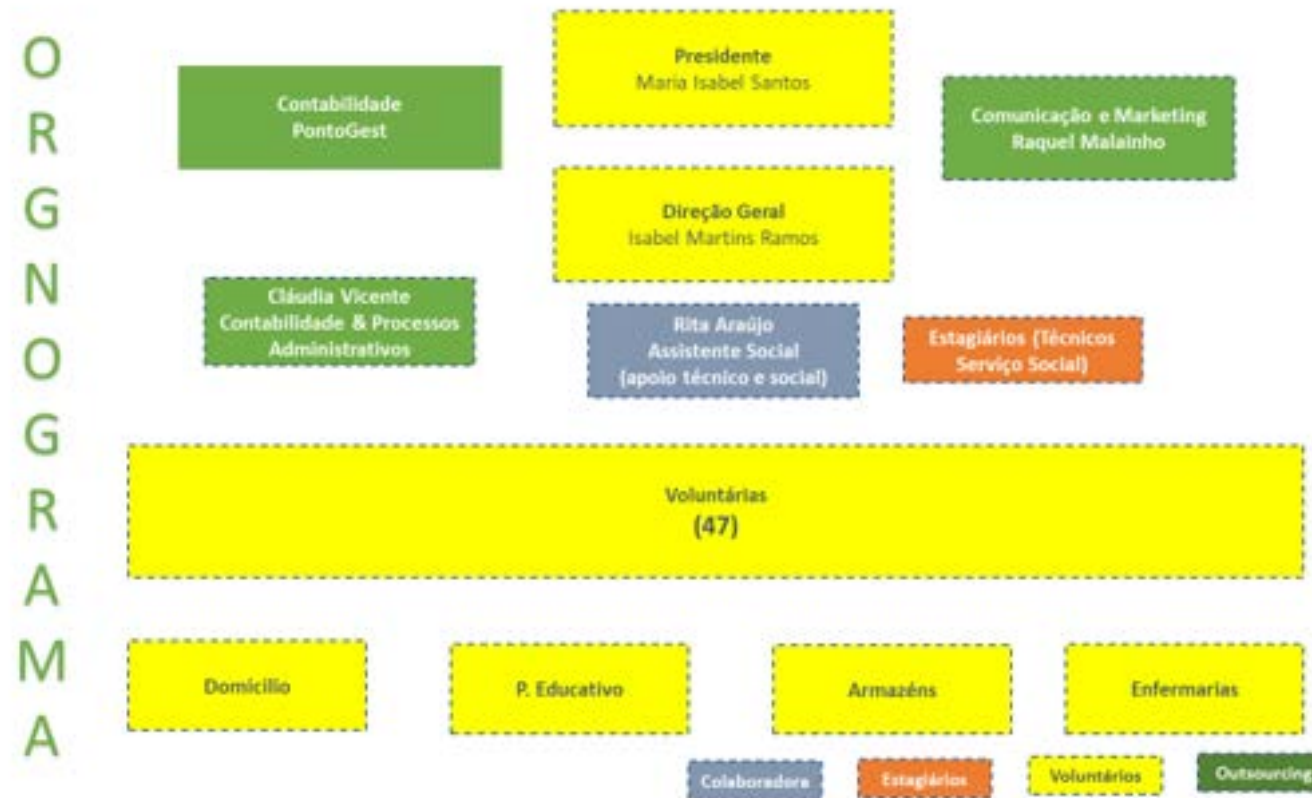 ORGNOGRAMA
Presidente
Maria Isabel Santos
Contabilidade
PontoGest
Comunicação e Marketing
Raquel Malainho
Direção Geral
Isabel Martins Ramos
Cláudia Vicente
Contabilidade & Processos
Administrativos
Rita Araújo
Assistente Social
(apoio técnico e social)
Estagiários (Técnicos
Serviço Social)
Voluntárias
(47)
Domicilio
P. Educativo
Armazéns
Enfermarias
Colaboradora
Estagiários
Voluntários
Outsourcing